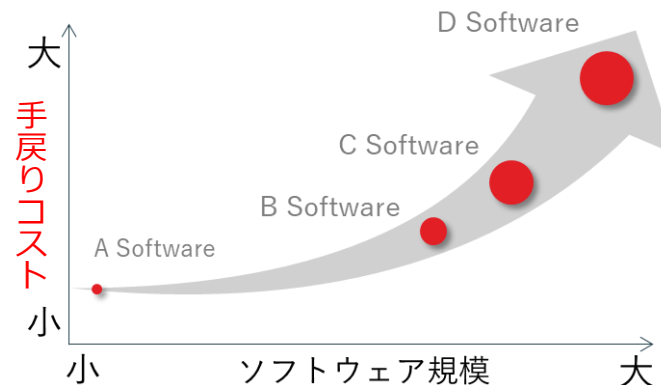 D Software
大
C Software
手戻りコスト
B Software
A Software
小
小
ソフトウェア規模
大